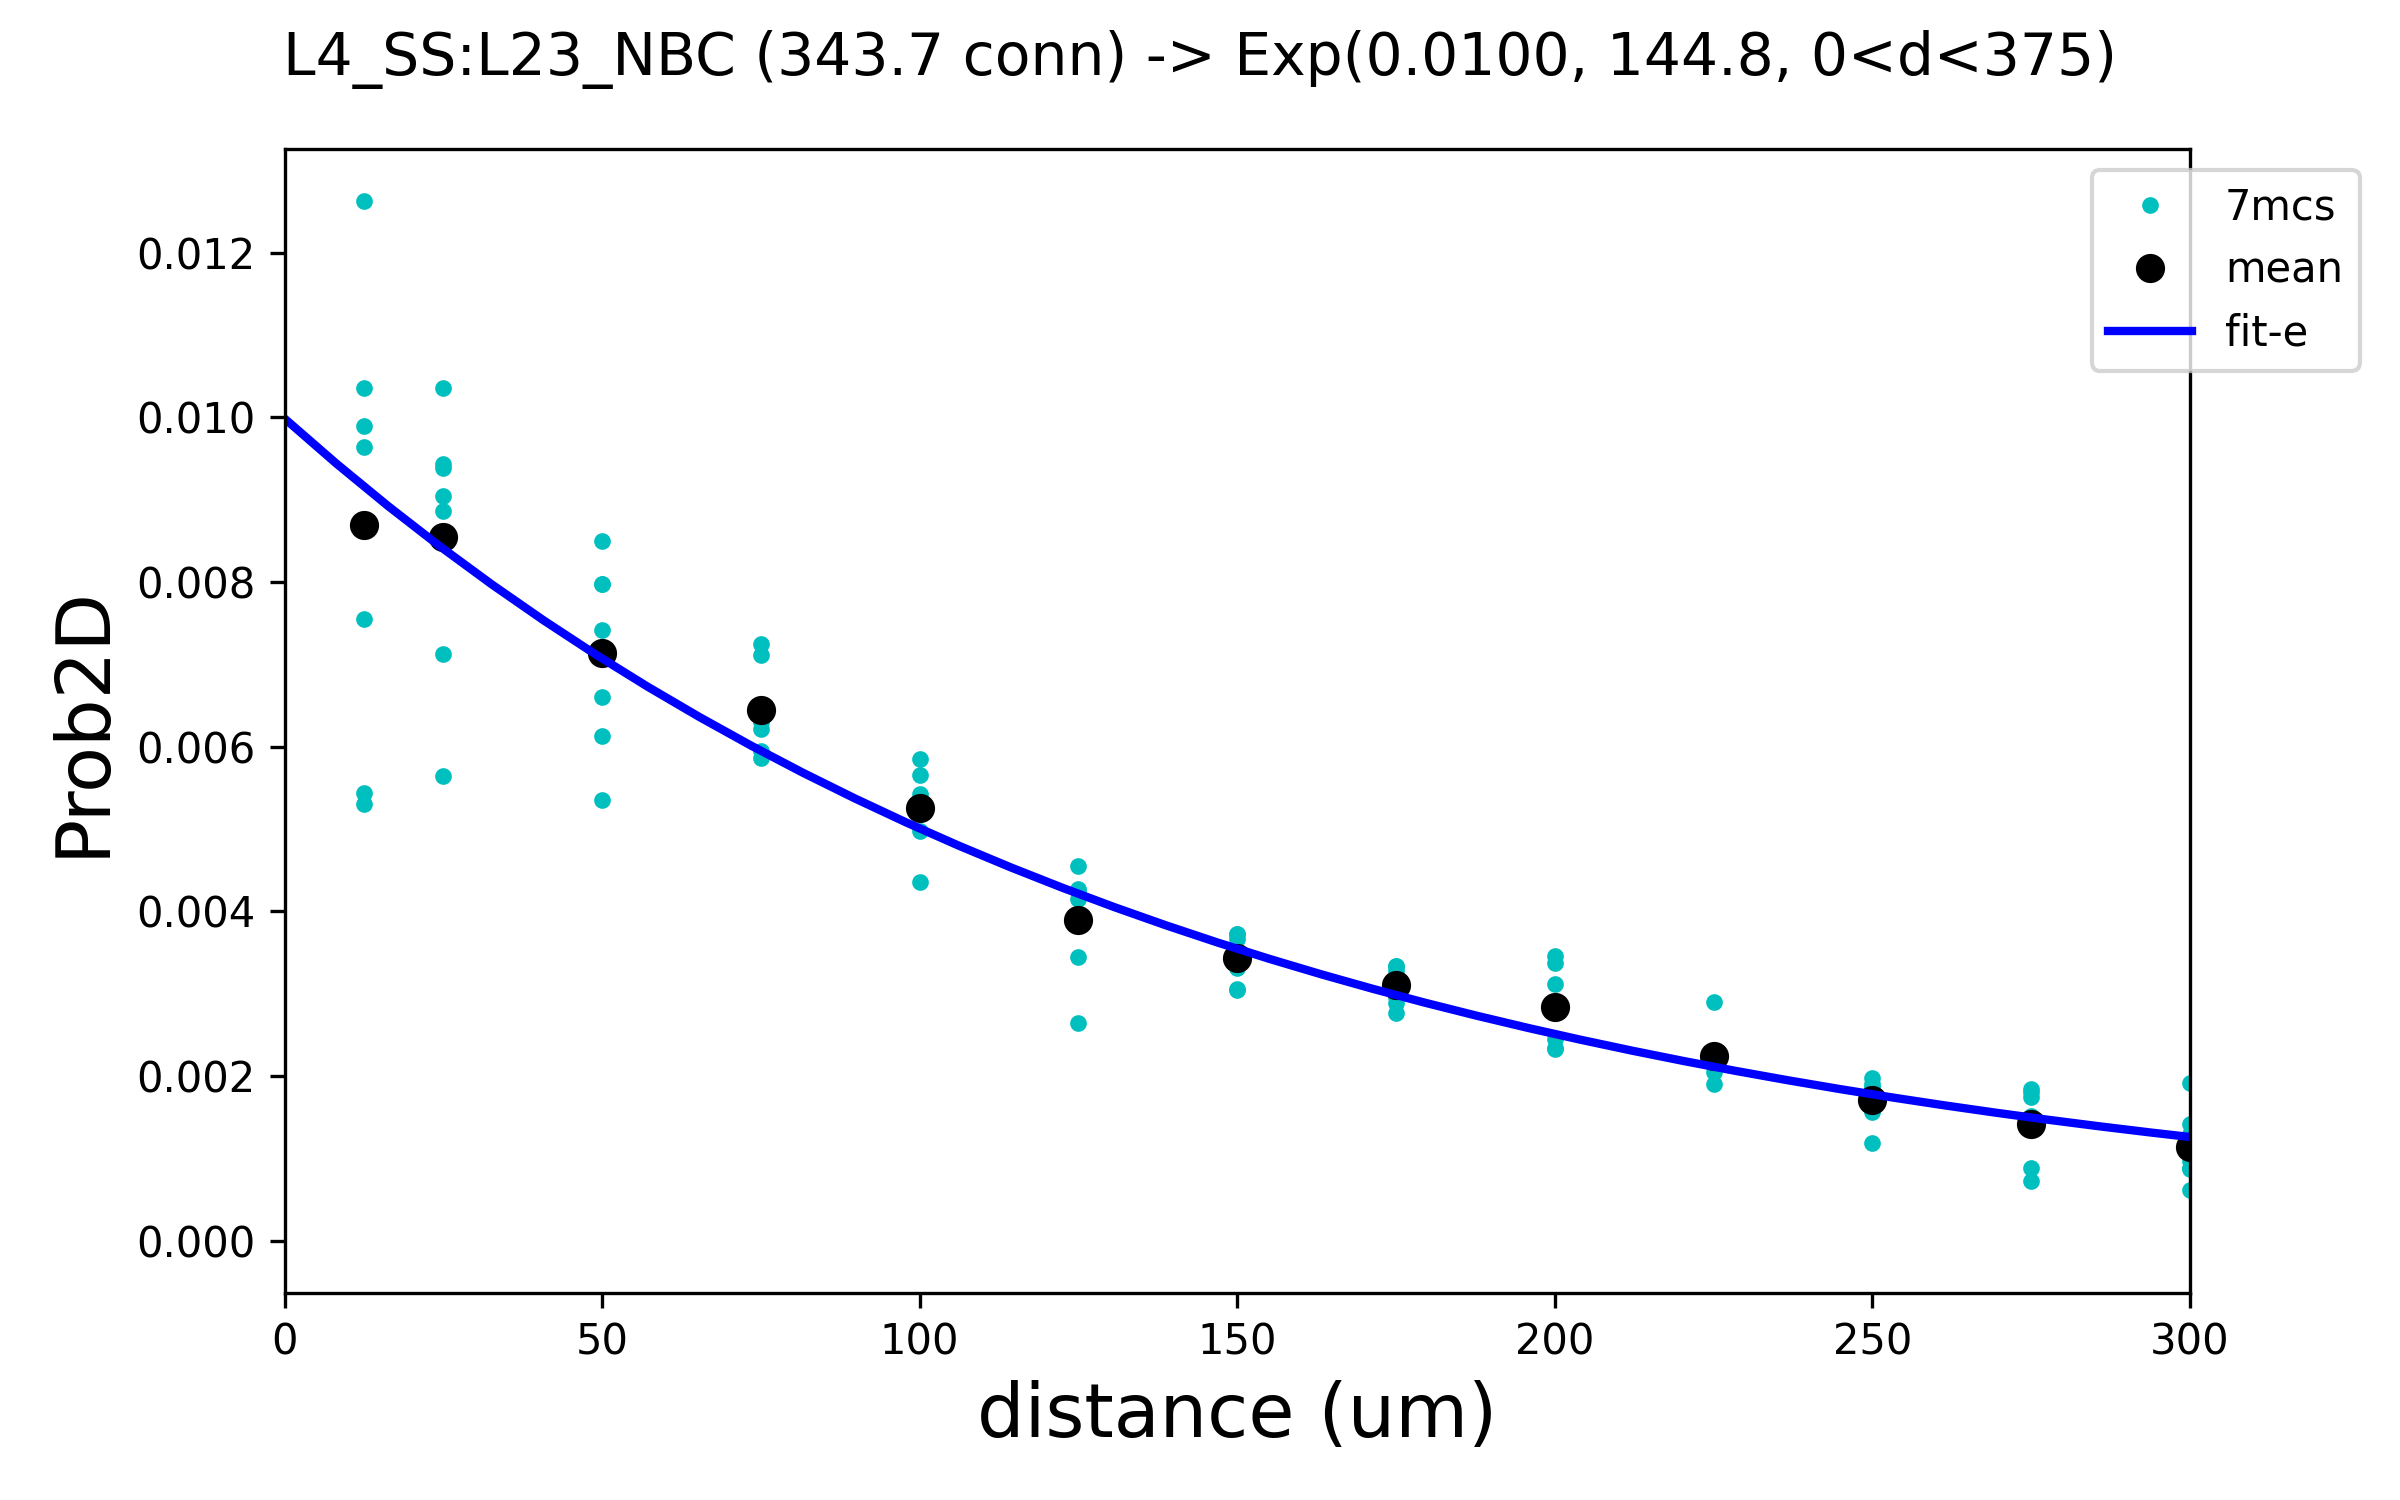 L4_SS:L23_NBC (343.7 conn) -> Exp(0.0100, 144.8, 0<d<375)
7mcs
mean
fit-e
0.012
0.010
0.008
0.006
0.004
0.002
0.000
Prob2D
0 50 100 150 200 250 300
distance (um)